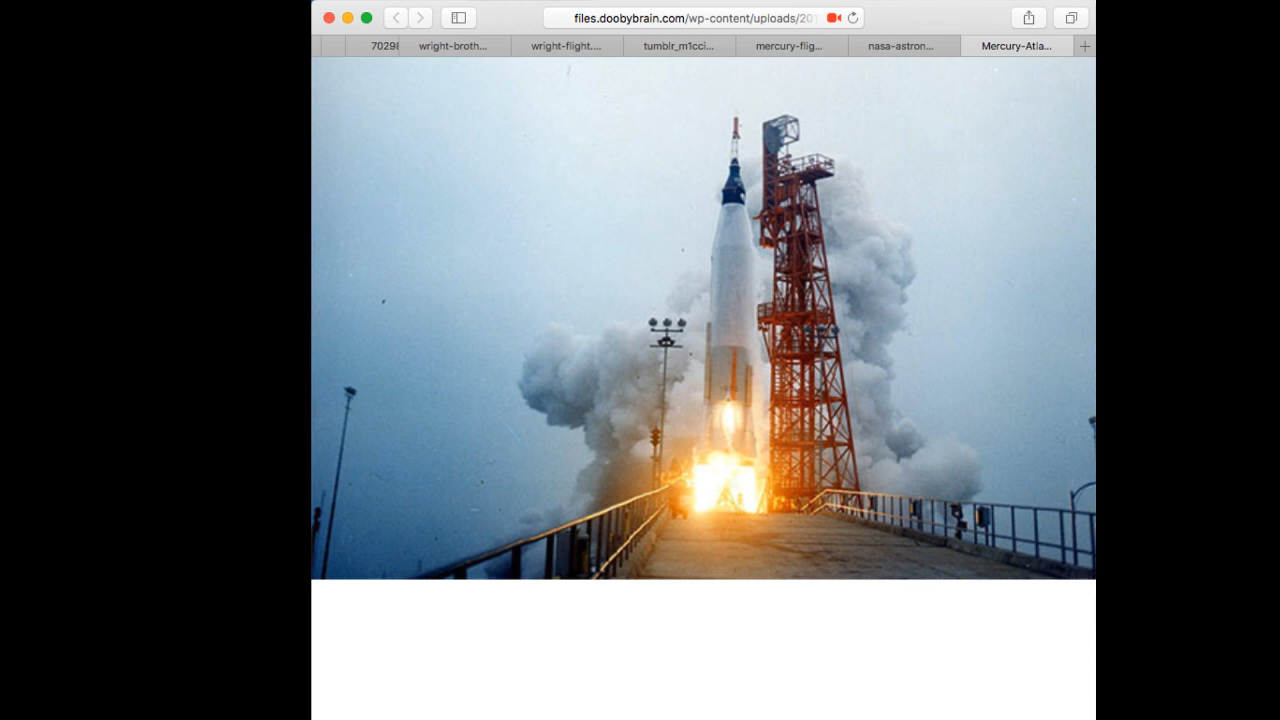 files.doobybrain.com/wp-content/uploads/201
70298 wright-broth... wright-flight.... tumblr_m1cci... mercury-flig... nasa-astron... Mercury-Atla...